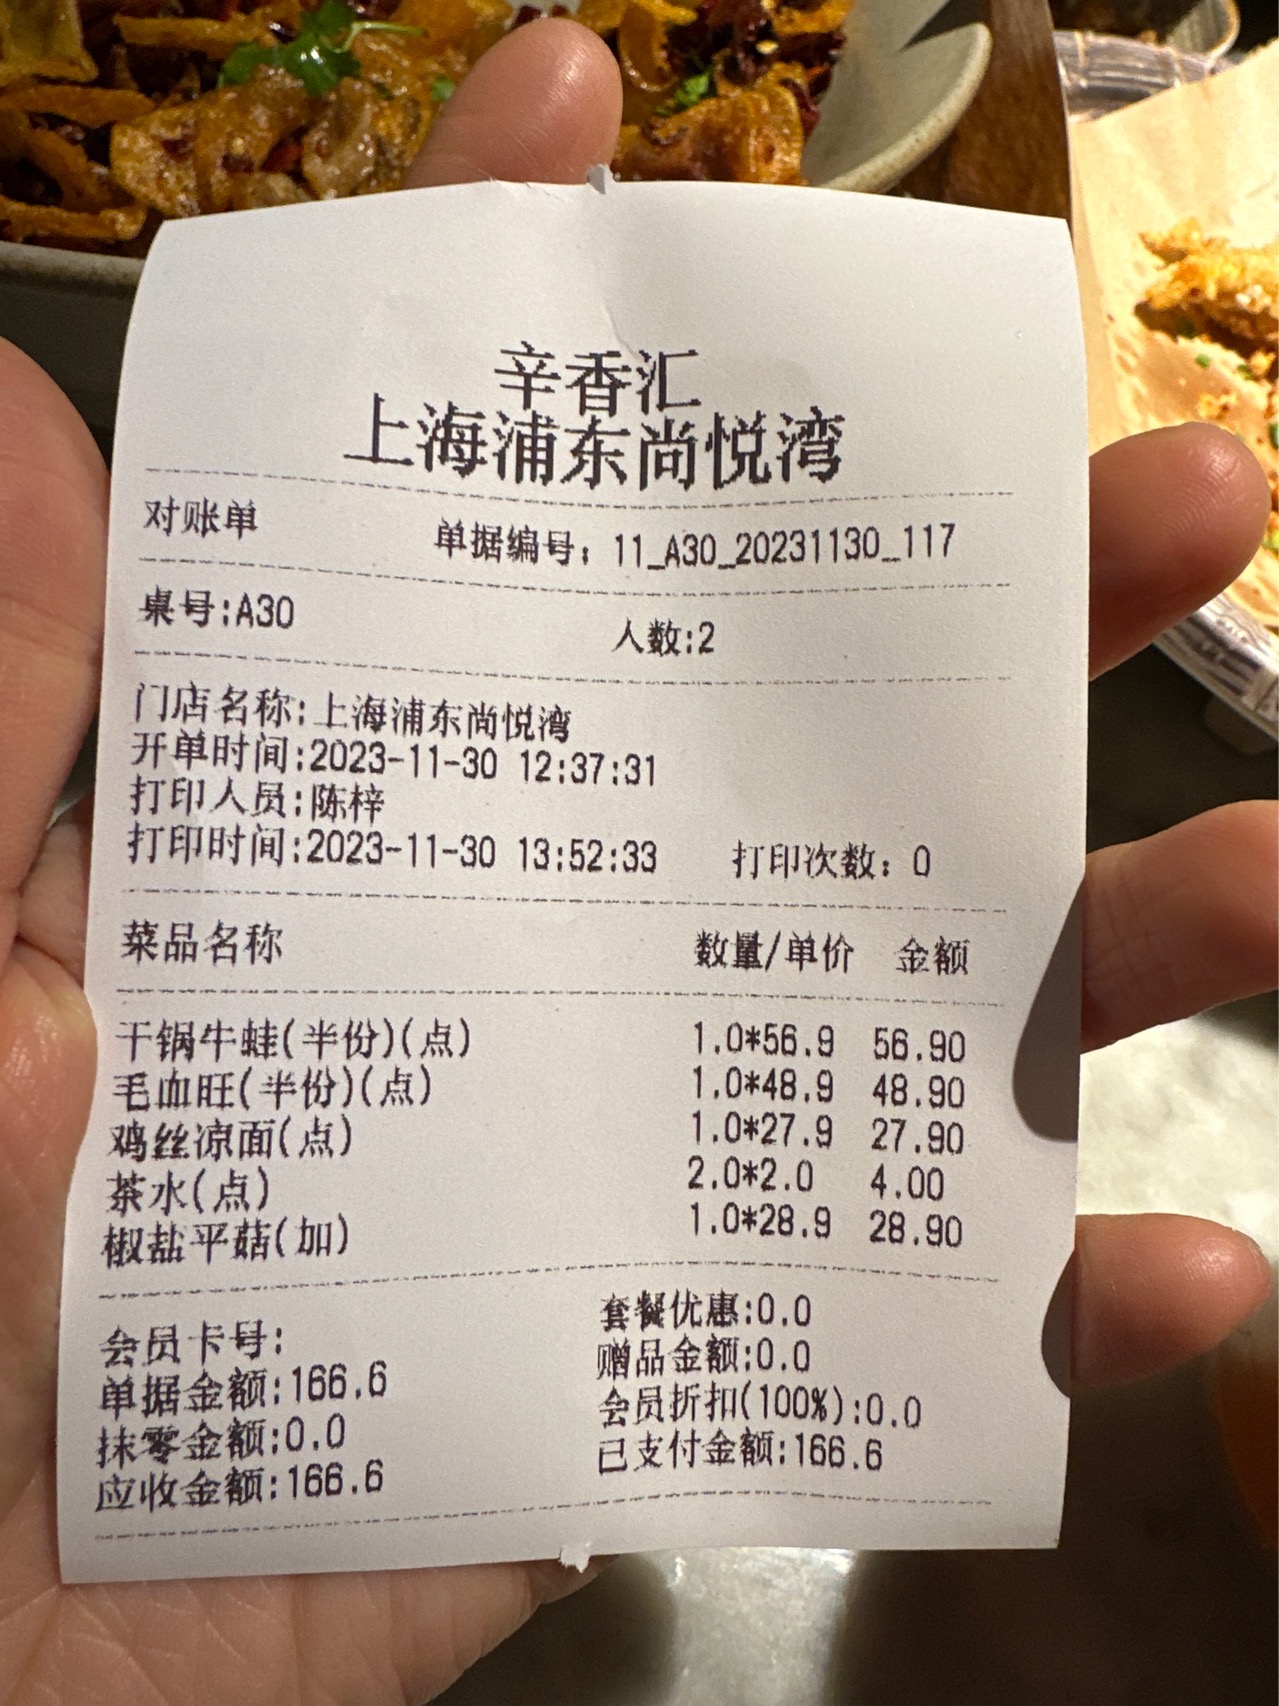 辛香汇
上海浦东尚悦湾
对账单 单据编号：11_A30_20231130_117
桌号:A30 人数:2
门店名称:上海浦东尚悦湾
开单时间:2023-11-30 12:37:31
打印人员:陈梓
打印时间:2023-11-30 13:52:33 打印次数：0
菜品名称 数量/单价 金额
干锅牛蛙(半份)(点) 1.0*56.9 56.90
毛血旺(半份)(点) 1.0*48.9 48.90
鸡丝凉面(点) 1.0*27.9 27.90
茶水(点) 2.0*2.0 4.00
椒盐平菇(加) 1.0*28.9 28.90
会员卡号: 套餐优惠:0.0
单据金额:166.6 赠品金额:0.0
抹零金额:0.0 会员折扣(100%):0.0
应收金额:166.6 已支付金额:166.6